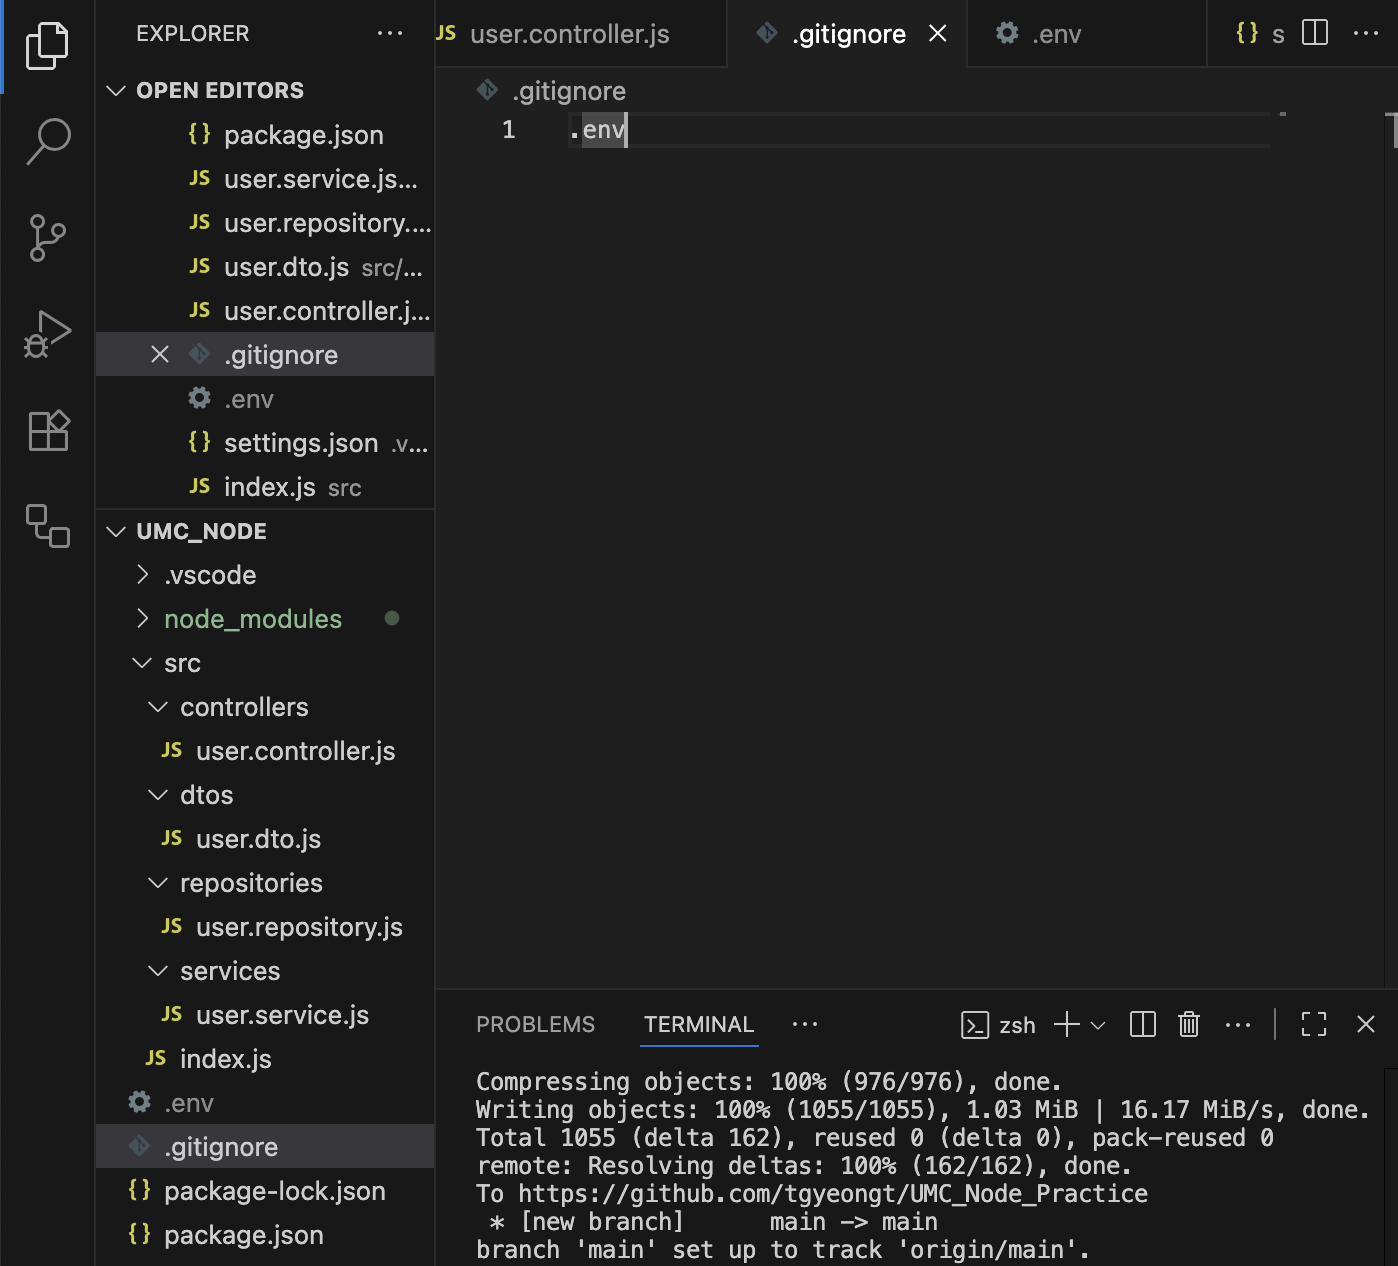 EXPLORER
OPEN EDITORS
{} package.json
JS user.service.js...
JS user.repository....
JS user.dto.js src/...
JS user.controller.j...
.gitignore
.env
{} settings.json .v...
JS index.js src
UMC_NODE
.vscode
node_modules
src
controllers
JS user.controller.js
dtos
JS user.dto.js
repositories
JS user.repository.js
services
JS user.service.js
JS index.js
.env
.gitignore
{} package-lock.json
{} package.json
JS user.controller.js
.gitignore
.env
{} s
.gitignore
1 .env
PROBLEMS
TERMINAL
zsh
Compressing objects: 100% (976/976), done.
Writing objects: 100% (1055/1055), 1.03 MiB | 16.17 MiB/s, done.
Total 1055 (delta 162), reused 0 (delta 0), pack-reused 0
remote: Resolving deltas: 100% (162/162), done.
To https://github.com/tgyeongt/UMC_Node_Practice
* [new branch] main -> main
branch 'main' set up to track 'origin/main'.